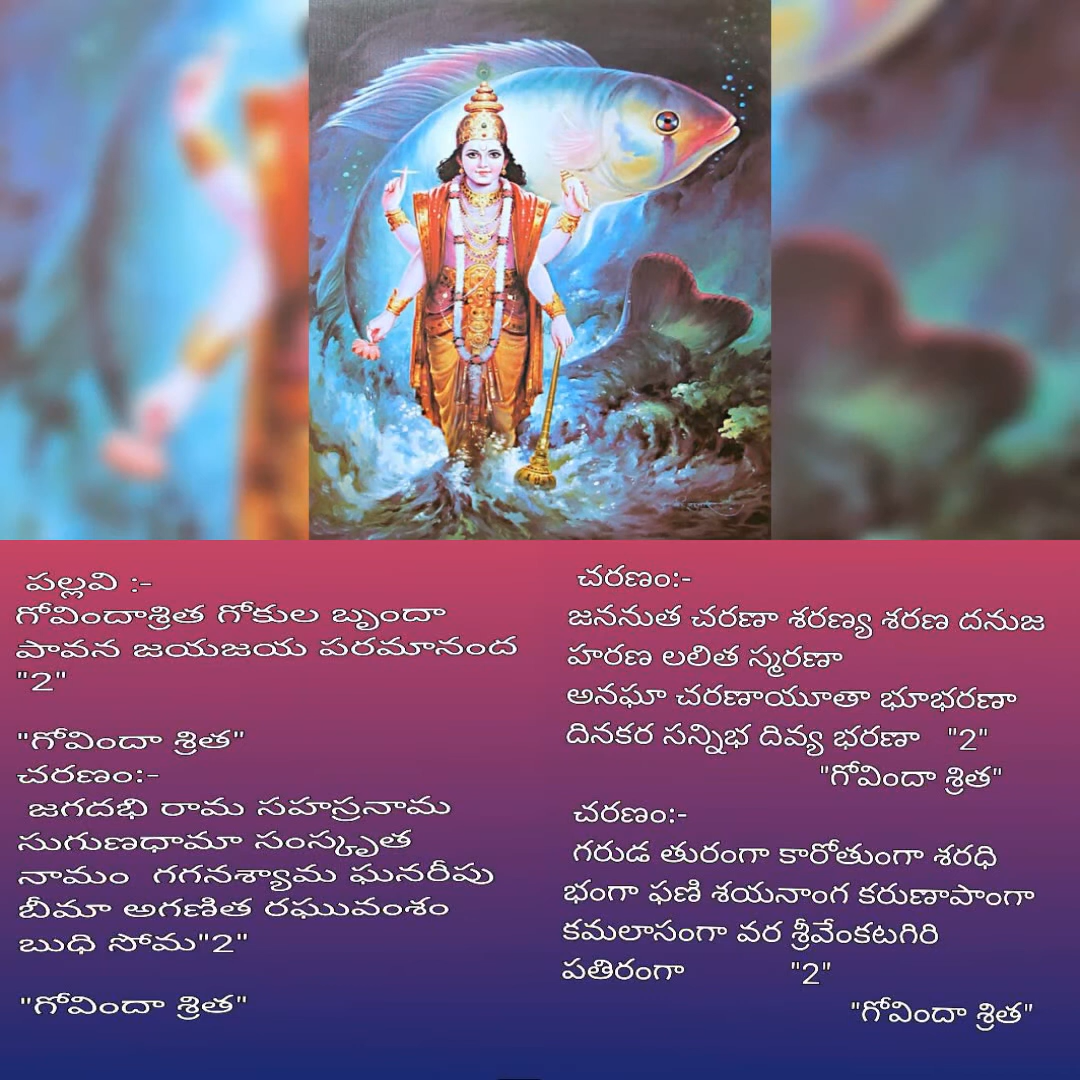 పల్లవి :-
గోవిందాశ్రిత గోకుల బృందా
పావన జయజయ పరమానంద
"2"
"గోవిందా శ్రిత"
చరణం:-
జగదభి రామ సహస్రనామ
సుగుణధామా సంస్కృత
నామం గగనశ్యామ ఘనరీపు
బీమా అగణిత రఘువంశం
బుధి సోమ"2"
"గోవిందా శ్రిత"
చరణం:-
జననుత చరణా శరణ్య శరణ దనుజ
హరణ లలిత స్మరణా
అనఘా చరణాయూతా భూభరణా
దినకర సన్నిభ దివ్య భరణా "2"
"గోవిందా శ్రిత"
చరణం:-
గరుడ తురంగా కారోతుంగా శరధి
భంగా ఫణి శయనాంగ కరుణాపాంగా
కమలాసంగా వర శ్రీవేంకటగిరి
పతిరంగా "2"
"గోవిందా శ్రిత"